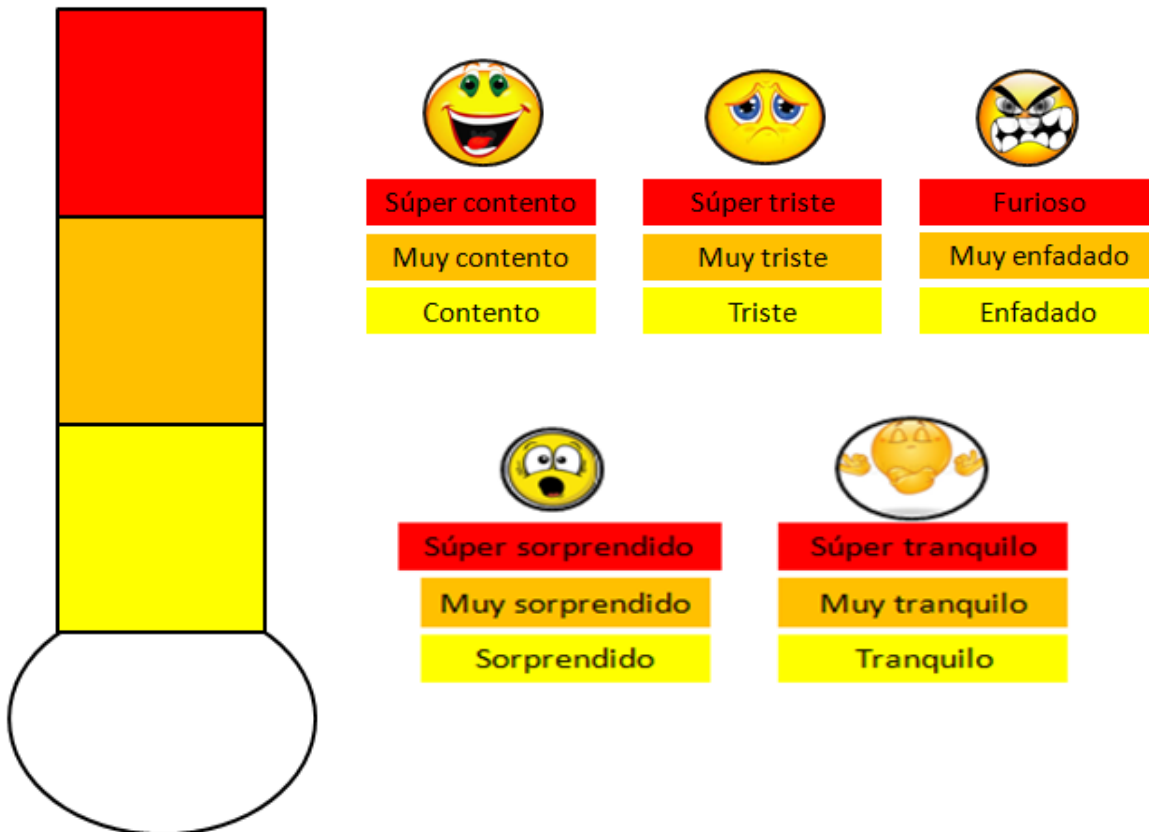 Súper contento
Muy contento
Contento
Súper triste
Muy triste
Triste
Furioso
Muy enfadado
Enfadado
Súper sorprendido
Muy sorprendido
Sorprendido
Súper tranquilo
Muy tranquilo
Tranquilo